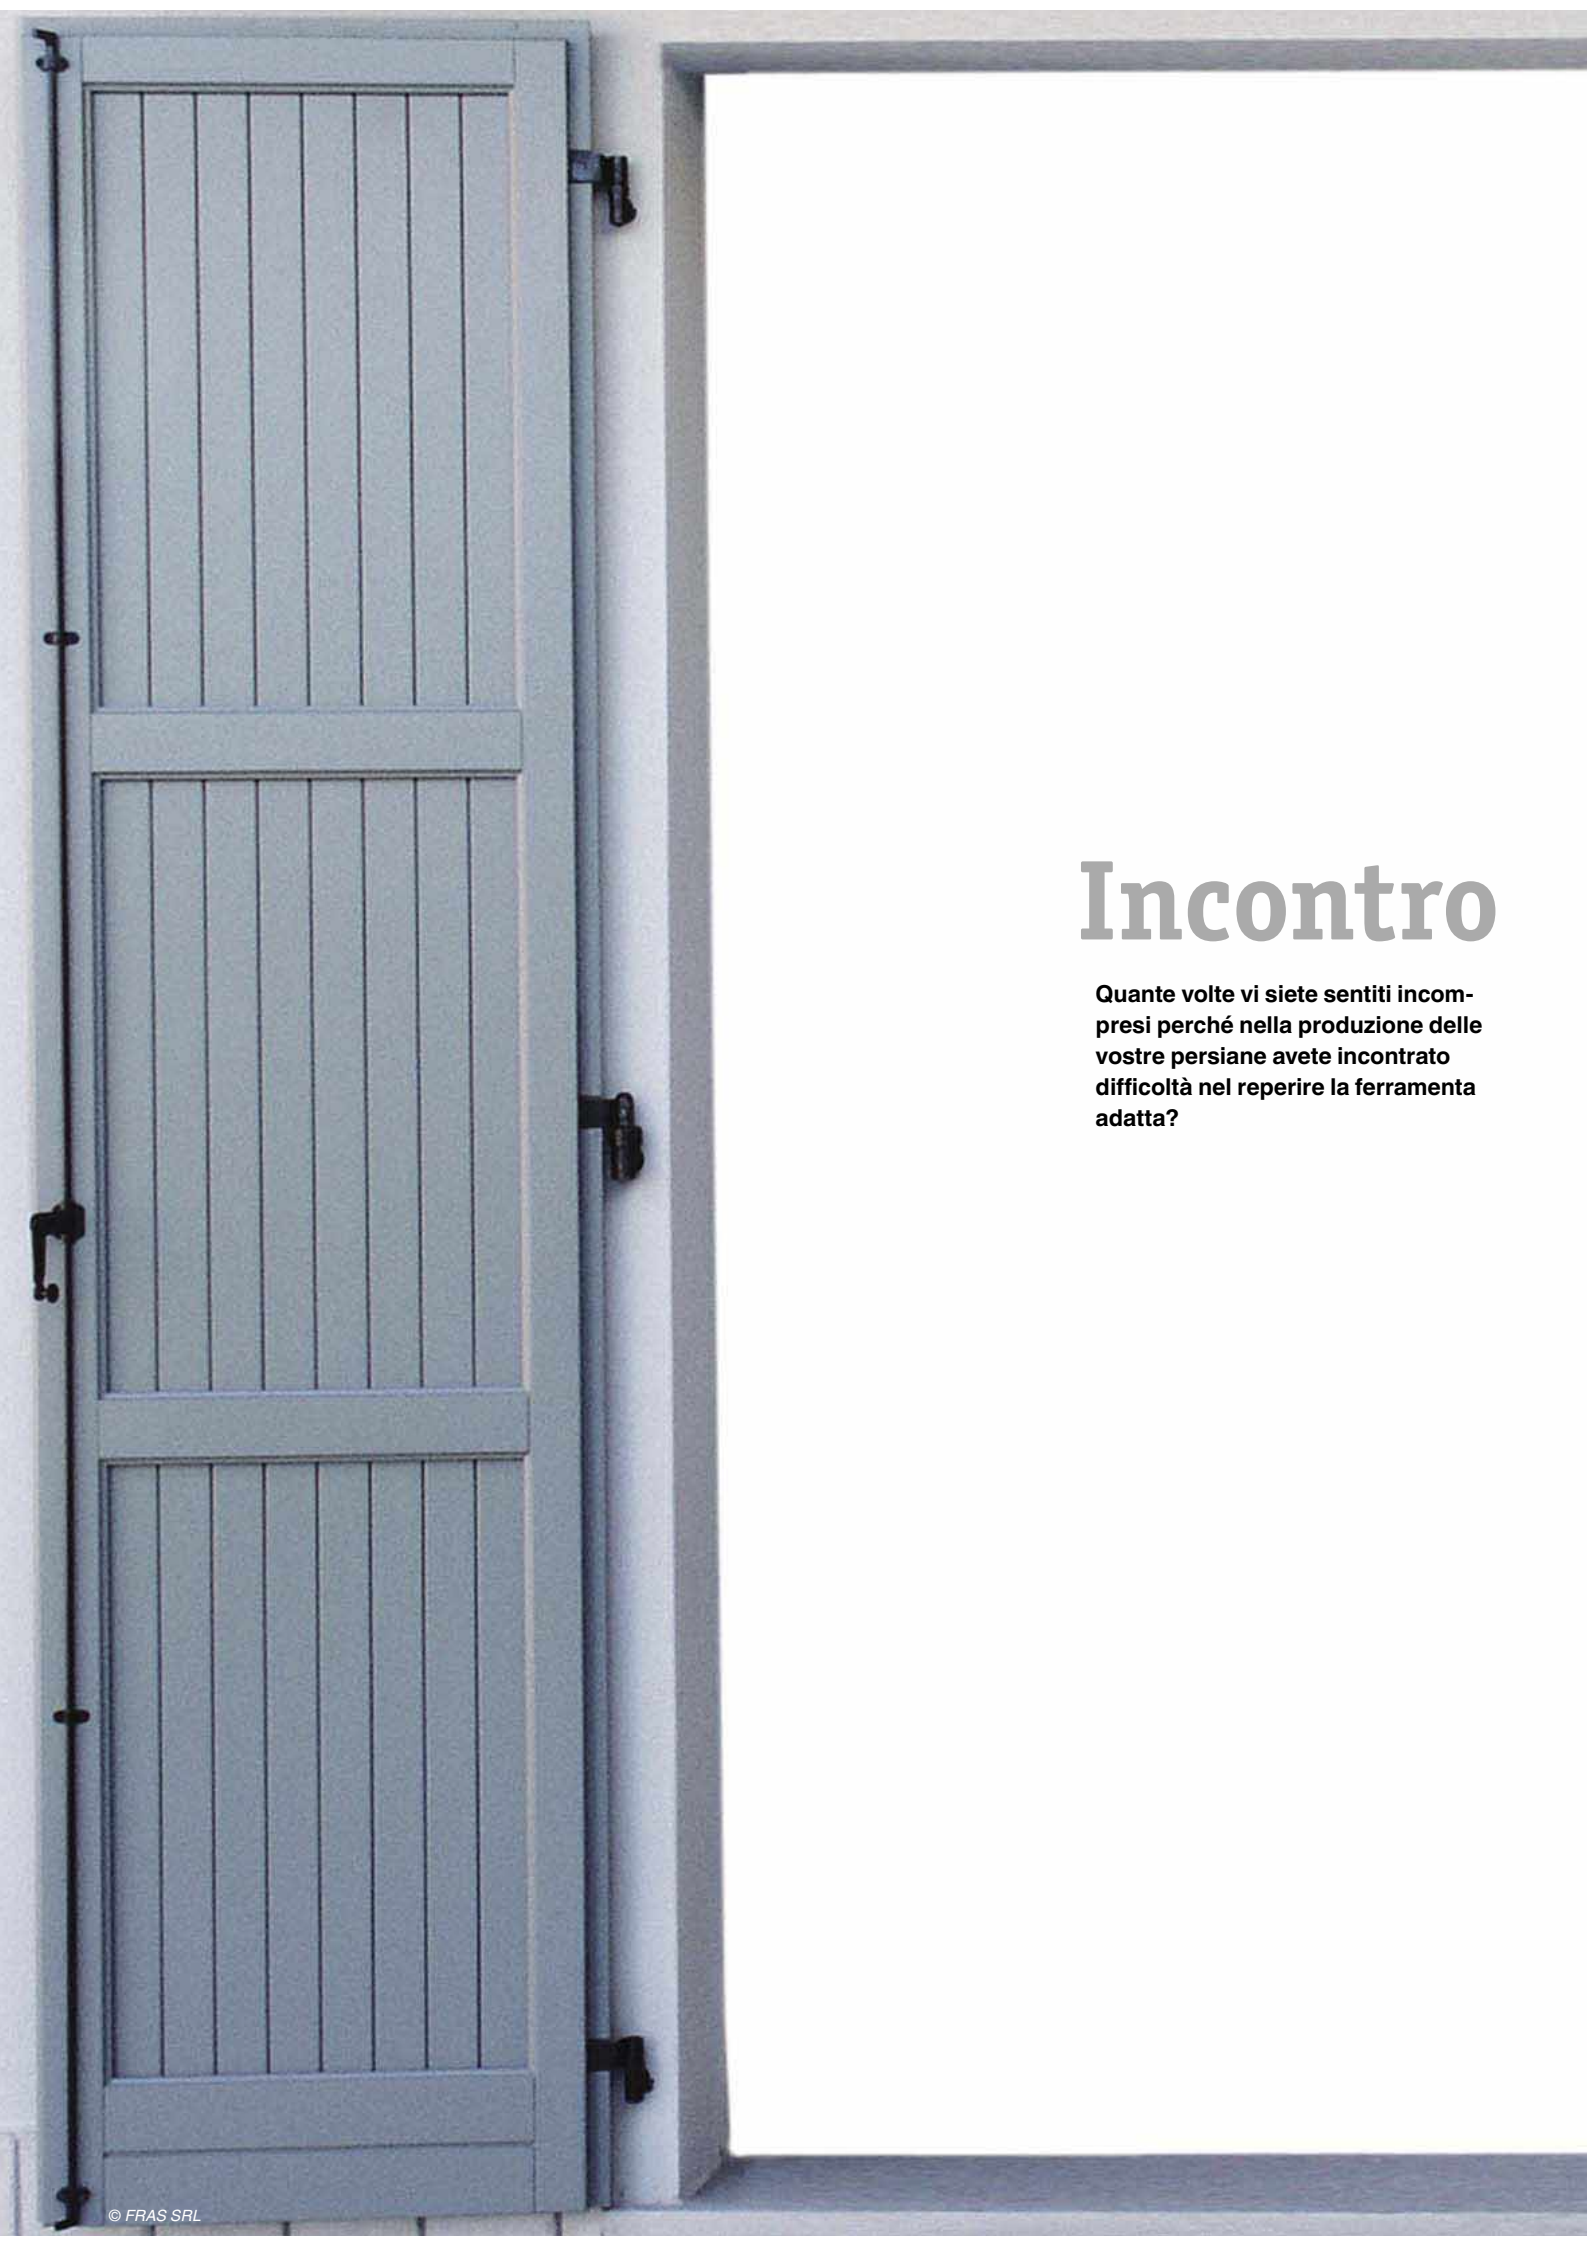 Incontro
Quante volte vi siete sentiti incom-
presi perché nella produzione delle
vostre persiane avete incontrato
difficoltà nel reperire la ferramenta
adatta?
© FRAS SRL